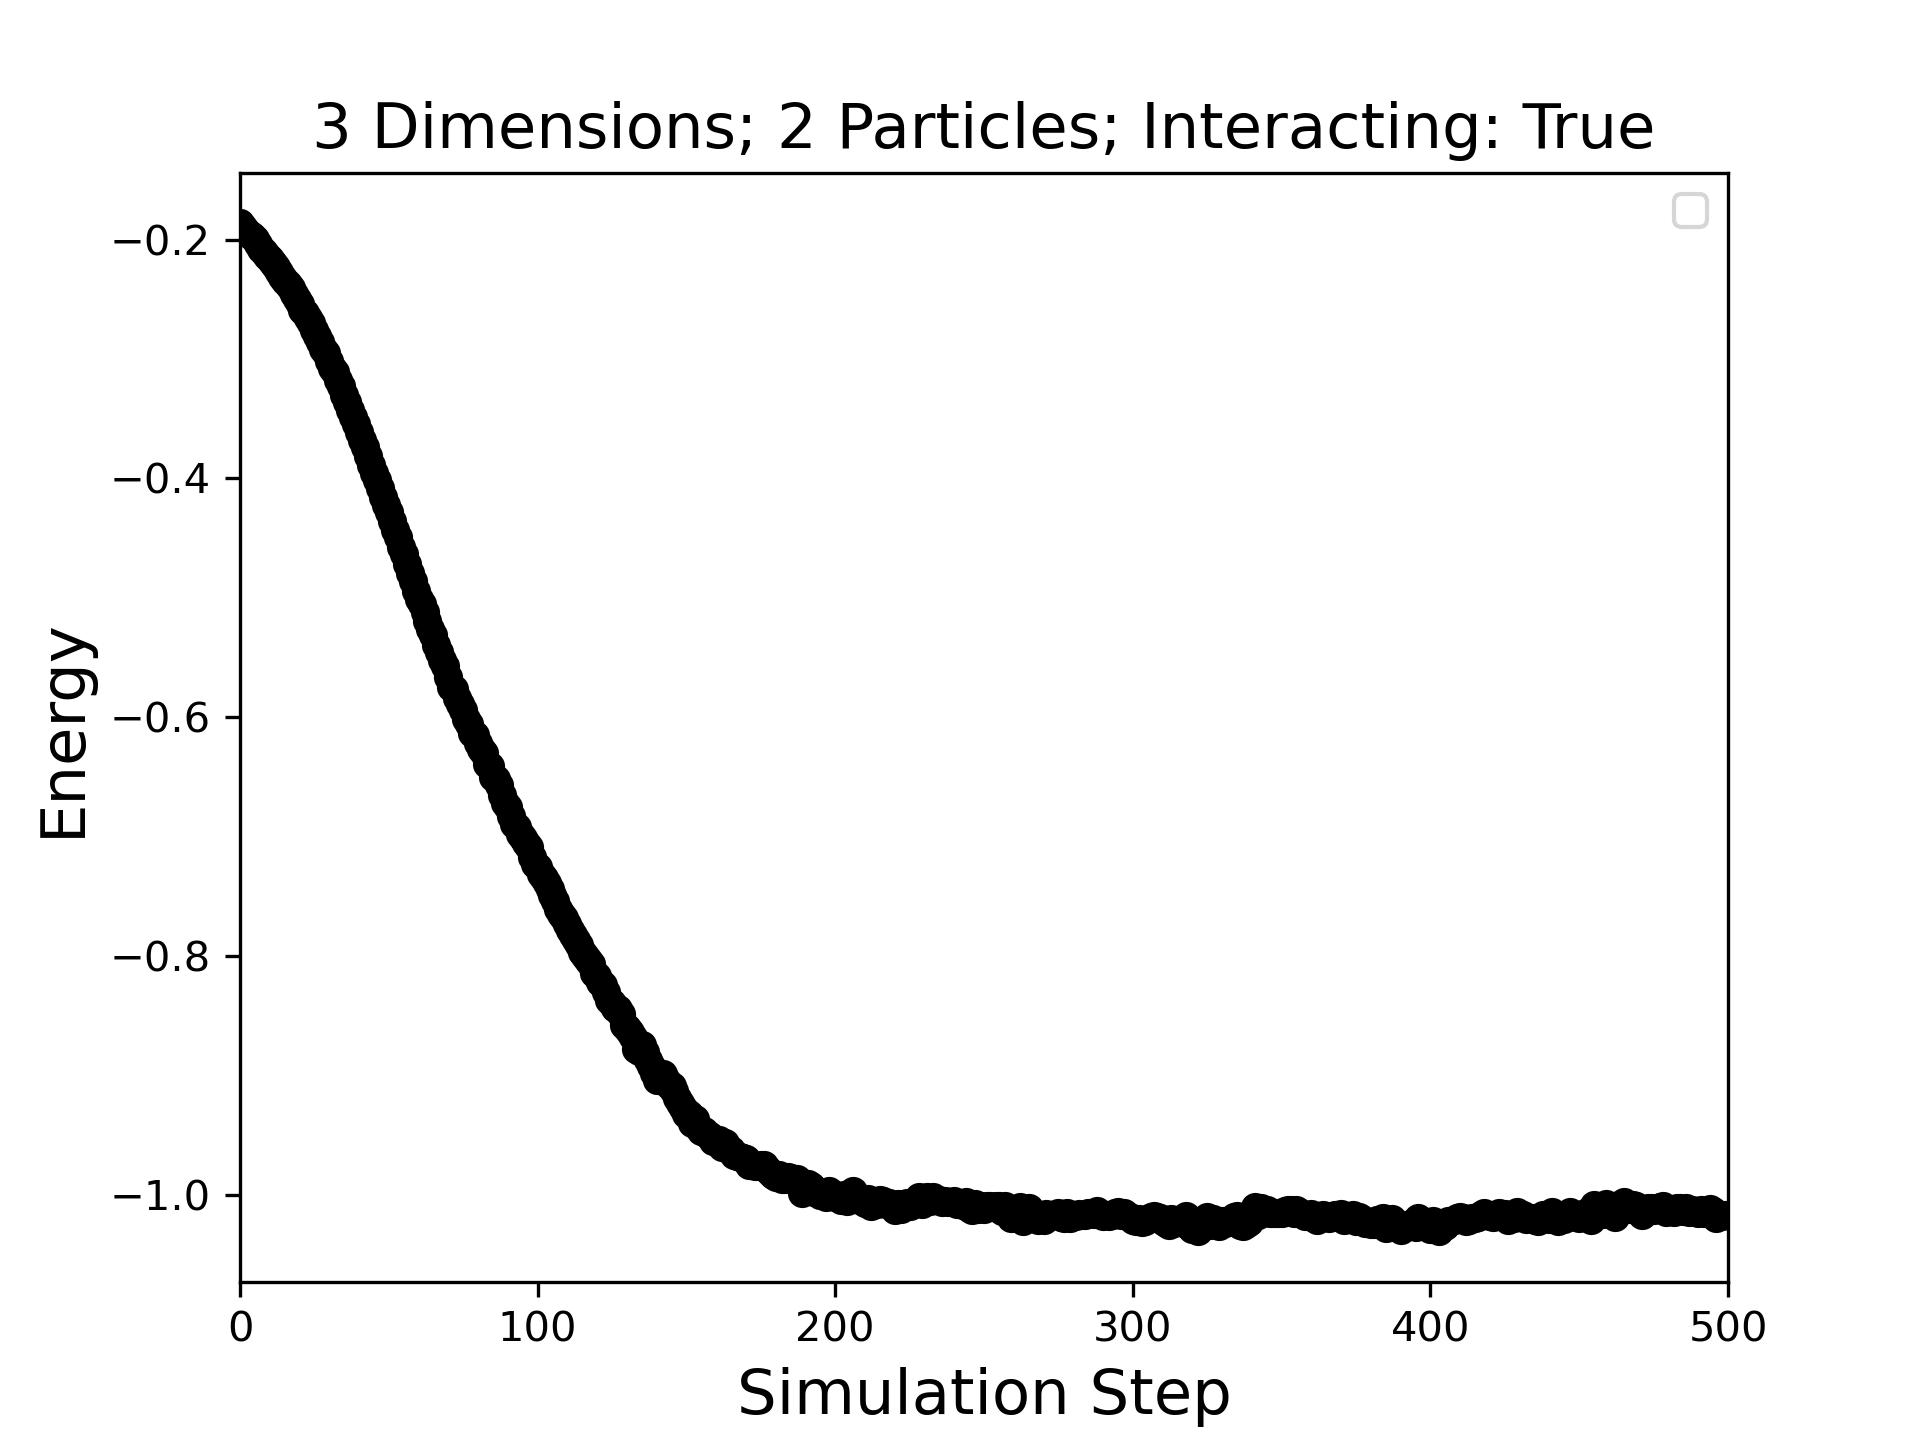 3 Dimensions; 2 Particles; Interacting: True
−0.2
−0.4
−0.6
−0.8
−1.0
Energy
0 100 200 300 400 500
Simulation Step